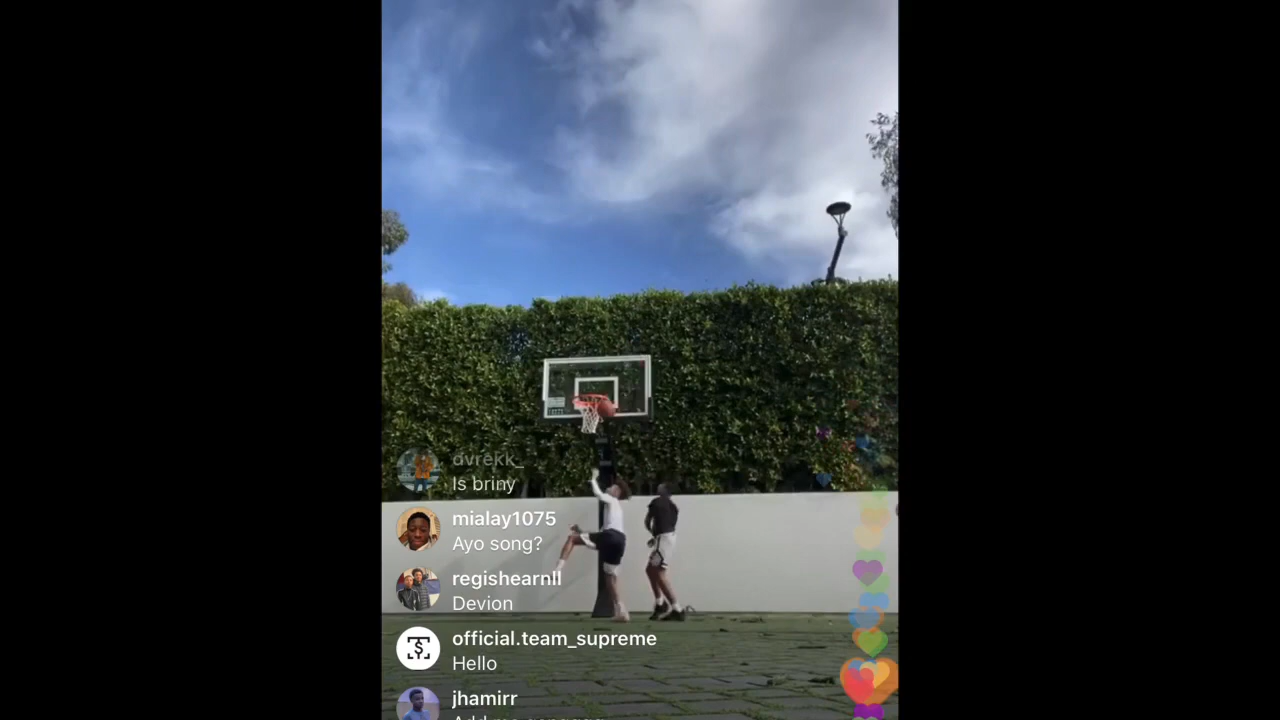 dvrekk_
Is briny
mialay1075
Ayo song?
regishearnll
Devion
official.team_supreme
Hello
jhamirr